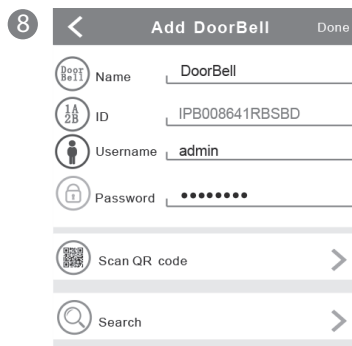 8
Add DoorBell Done
Door Bell Name DoorBell
1A 2B ID IPB008641RBSBD
Username admin
Password ••••••••
Scan QR code
Search